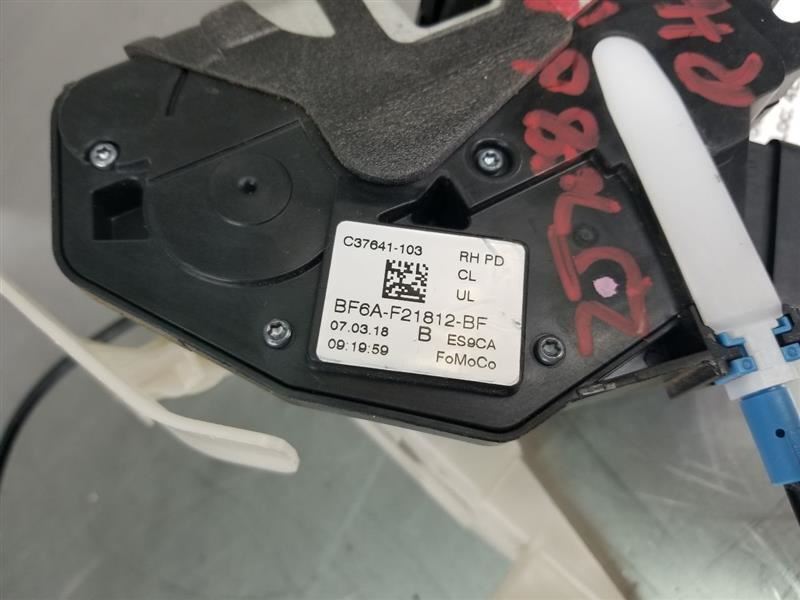 C37641-103
RH PD
CL
UL
BF6A-F21812-BF
07.03.18 B ES9CA
09:19:59 FoMoCo